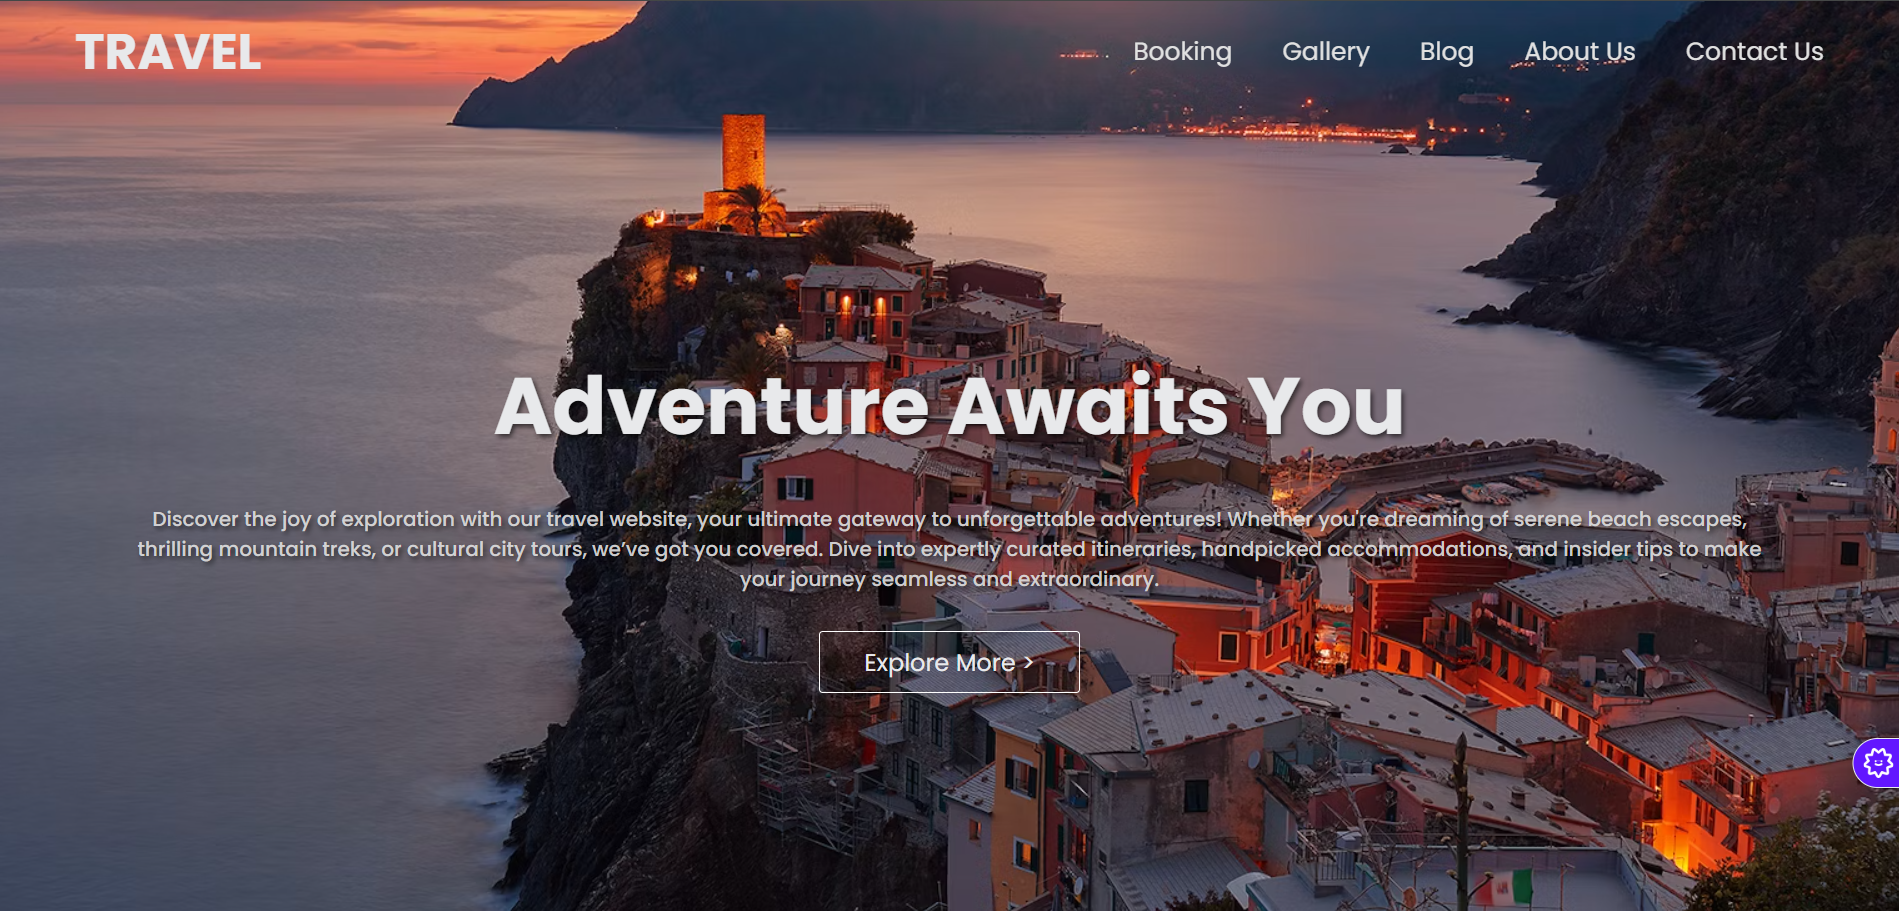 TRAVEL
Booking Gallery Blog About Us Contact Us
Adventure Awaits You
Discover the joy of exploration with our travel website, your ultimate gateway to unforgettable adventures! Whether you're dreaming of serene beach escapes,
thrilling mountain treks, or cultural city tours, we’ve got you covered. Dive into expertly curated itineraries, handpicked accommodations, and insider tips to make
your journey seamless and extraordinary.
Explore More >